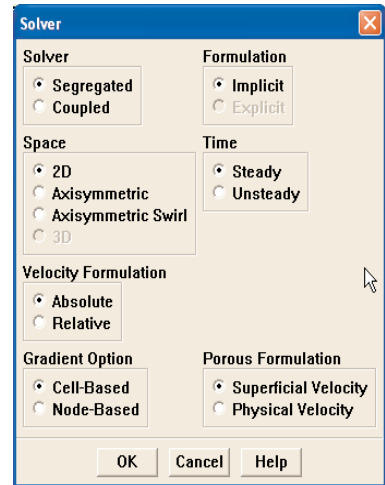 Solver
Solver
Segregated
Coupled
Formulation
Implicit
Explicit
Space
2D
Axisymmetric
Axisymmetric Swirl
3D
Time
Steady
Unsteady
Velocity Formulation
Absolute
Relative
Gradient Option
Cell-Based
Node-Based
Porous Formulation
Superficial Velocity
Physical Velocity
OK Cancel Help